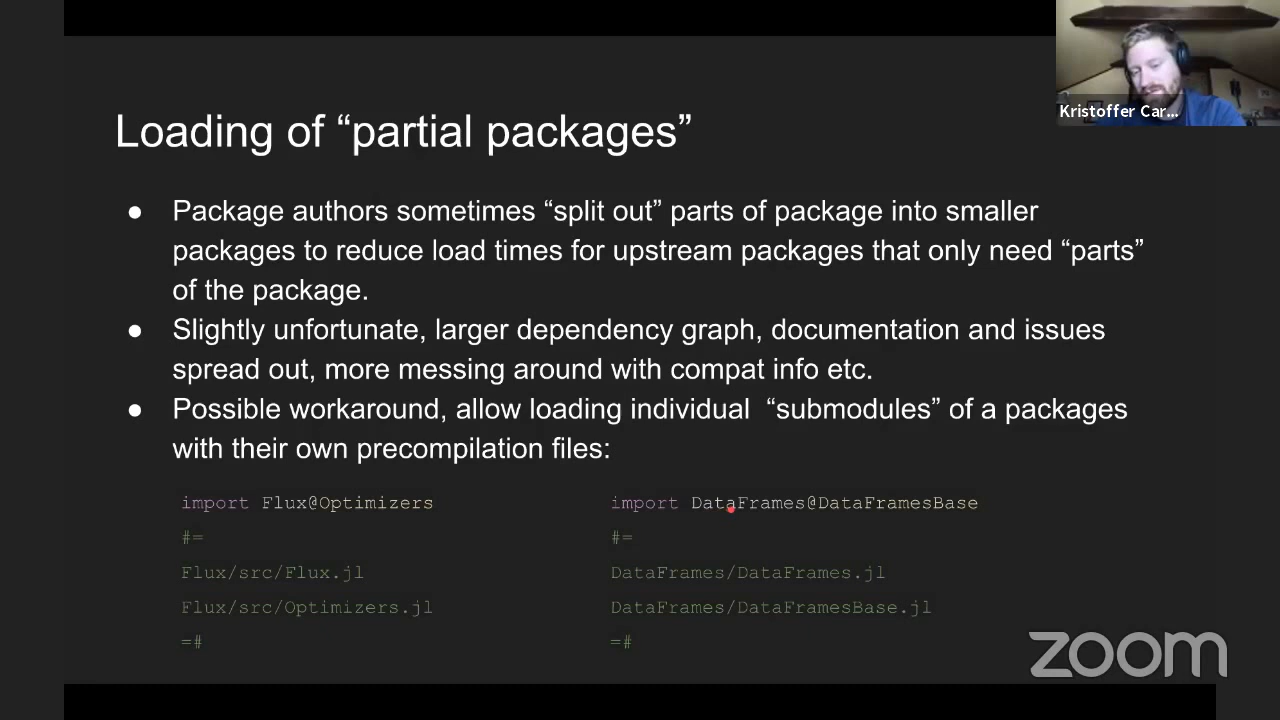 Kristoffer Car...
Loading of “partial packages”
● Package authors sometimes “split out” parts of package into smaller
packages to reduce load times for upstream packages that only need “parts”
of the package.
● Slightly unfortunate, larger dependency graph, documentation and issues
spread out, more messing around with compat info etc.
● Possible workaround, allow loading individual “submodules” of a packages
with their own precompilation files:
import Flux@Optimizers
#=
Flux/src/Flux.jl
Flux/src/Optimizers.jl
=#
import DataFrames@DataFramesBase
#=
DataFrames/DataFrames.jl
DataFrames/DataFramesBase.jl
=#
zoom